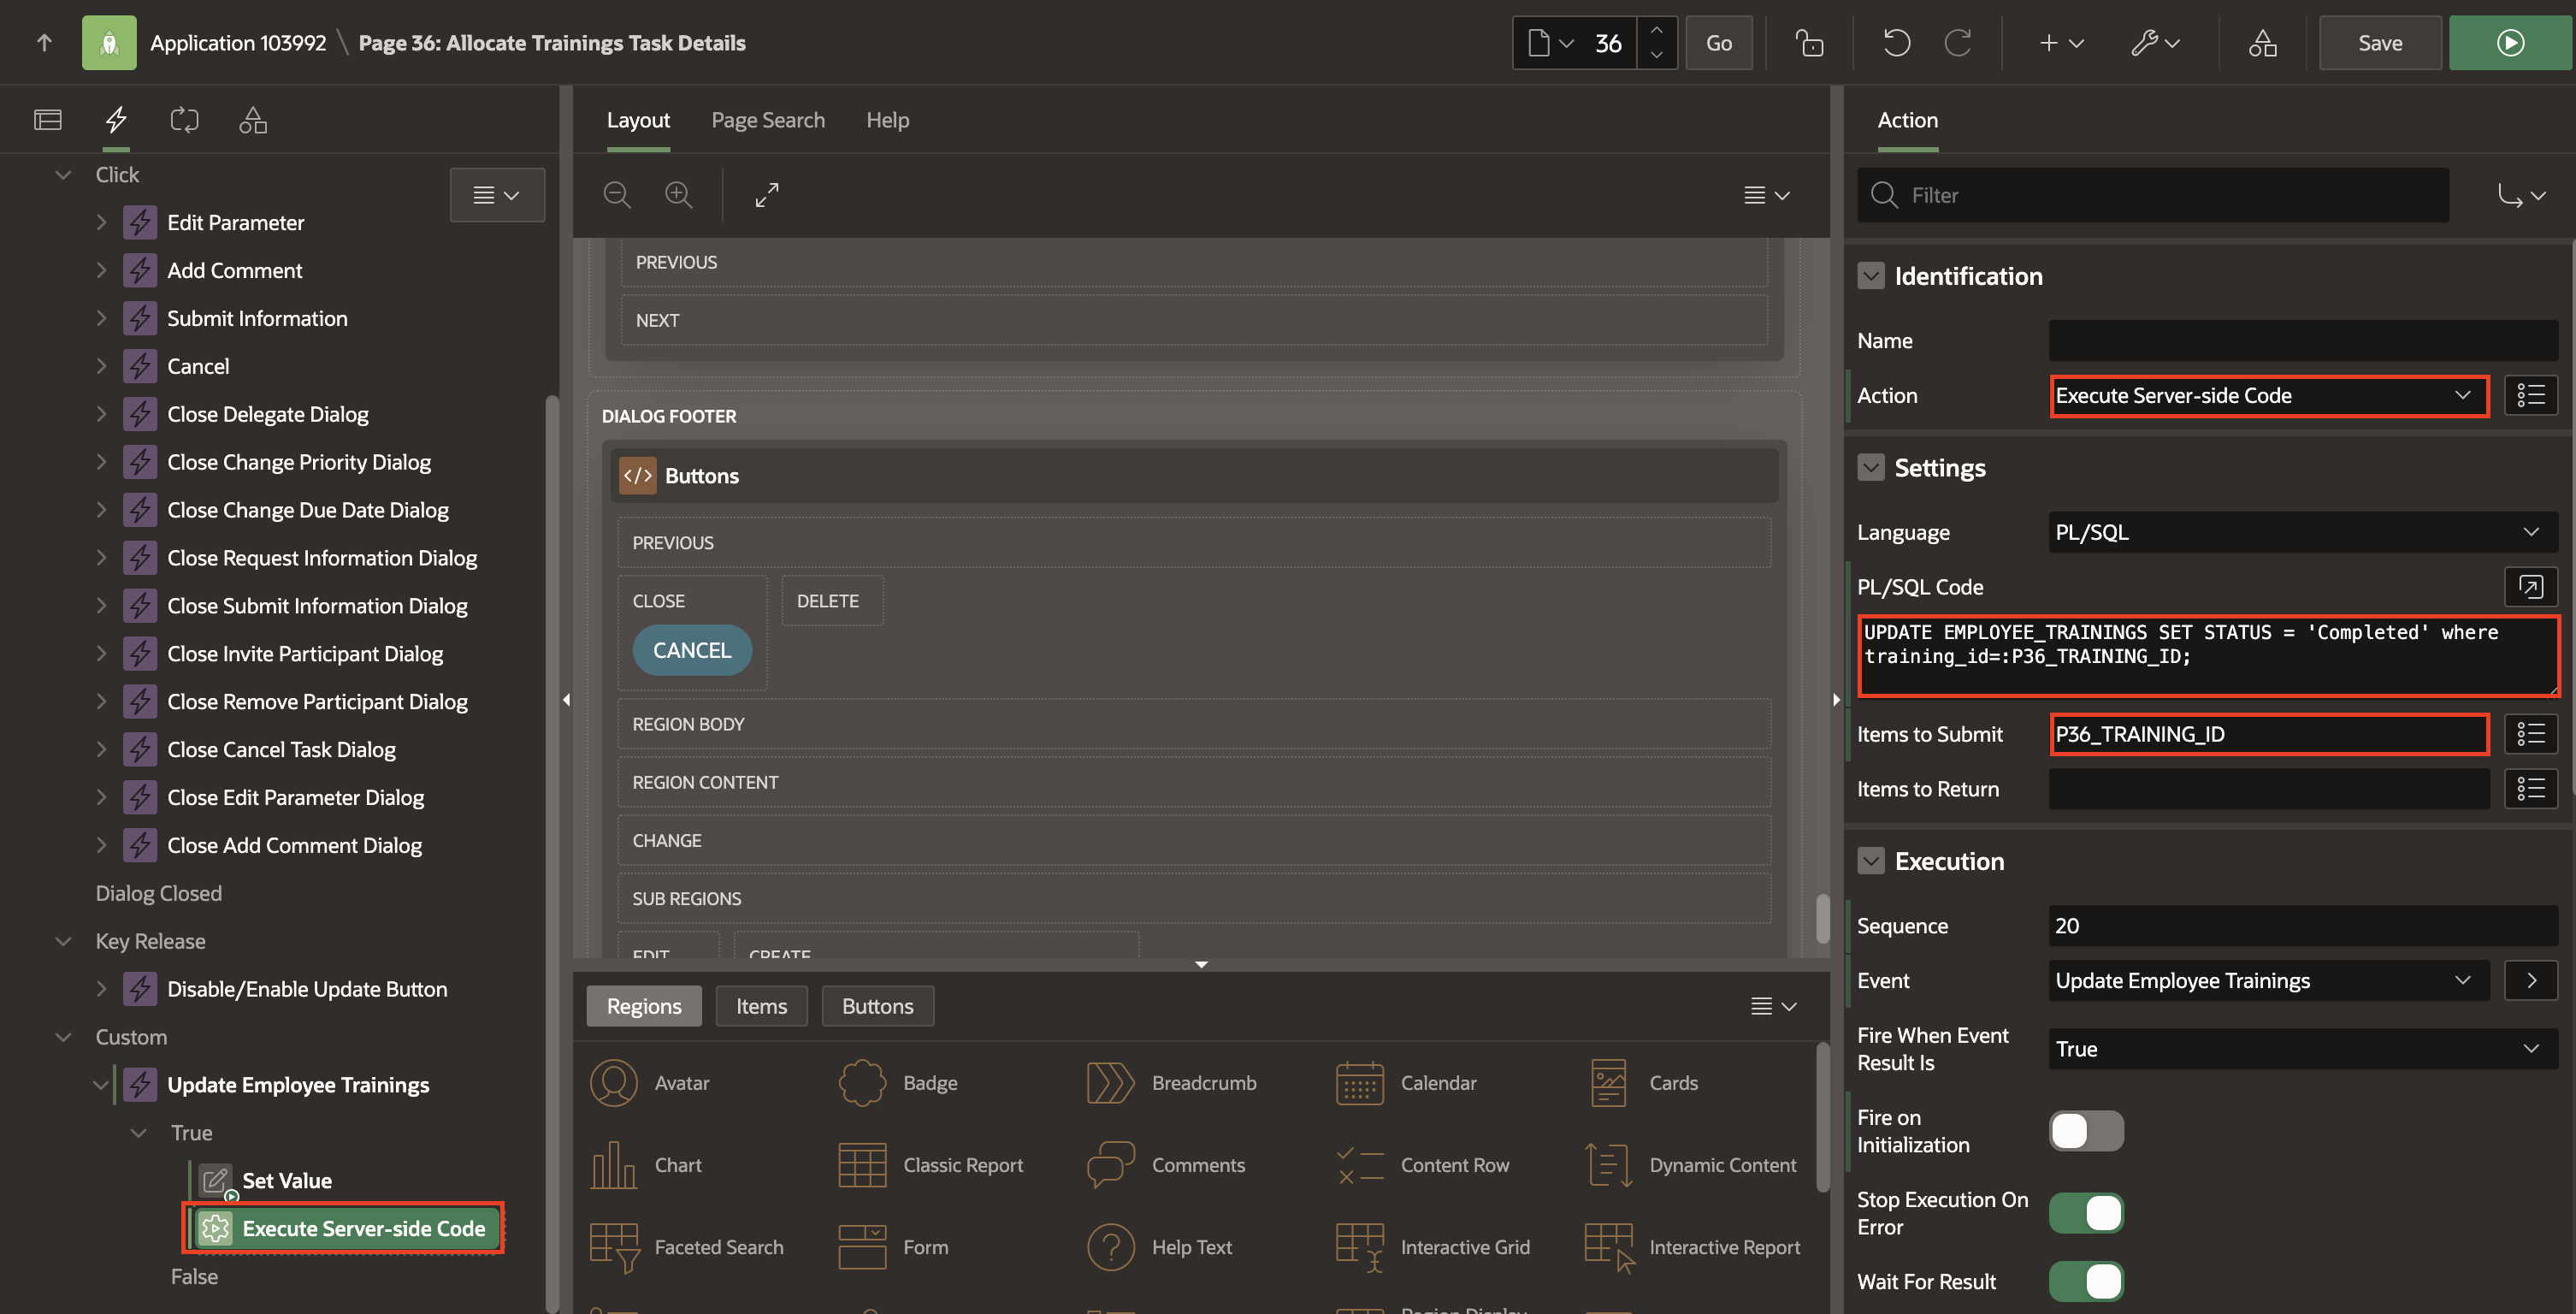 Application 103992 \ Page 36: Allocate Trainings Task Details
36
Go
Save
Click
Edit Parameter
Add Comment
Submit Information
Cancel
Close Delegate Dialog
Close Change Priority Dialog
Close Change Due Date Dialog
Close Request Information Dialog
Close Submit Information Dialog
Close Invite Participant Dialog
Close Remove Participant Dialog
Close Cancel Task Dialog
Close Edit Parameter Dialog
Close Add Comment Dialog
Dialog Closed
Key Release
Disable/Enable Update Button
Custom
Update Employee Trainings
True
Set Value
Execute Server-side Code
False
Layout
Page Search
Help
PREVIOUS
NEXT
DIALOG FOOTER
</> Buttons
PREVIOUS
CLOSE
DELETE
CANCEL
REGION BODY
REGION CONTENT
CHANGE
SUB REGIONS
EDIT
CREATE
Regions
Items
Buttons
Avatar
Badge
Breadcrumb
Calendar
Cards
Chart
Classic Report
Comments
Content Row
Dynamic Content
Faceted Search
Form
Help Text
Interactive Grid
Interactive Report
Region Display
Action
Filter
Identification
Name
Action
Execute Server-side Code
Settings
Language
PL/SQL
PL/SQL Code
UPDATE EMPLOYEE_TRAININGS SET STATUS = 'Completed' where
training_id=:P36_TRAINING_ID;
Items to Submit
P36_TRAINING_ID
Items to Return
Execution
Sequence
20
Event
Update Employee Trainings
Fire When Event
Result Is
True
Fire on
Initialization
Stop Execution On
Error
Wait For Result